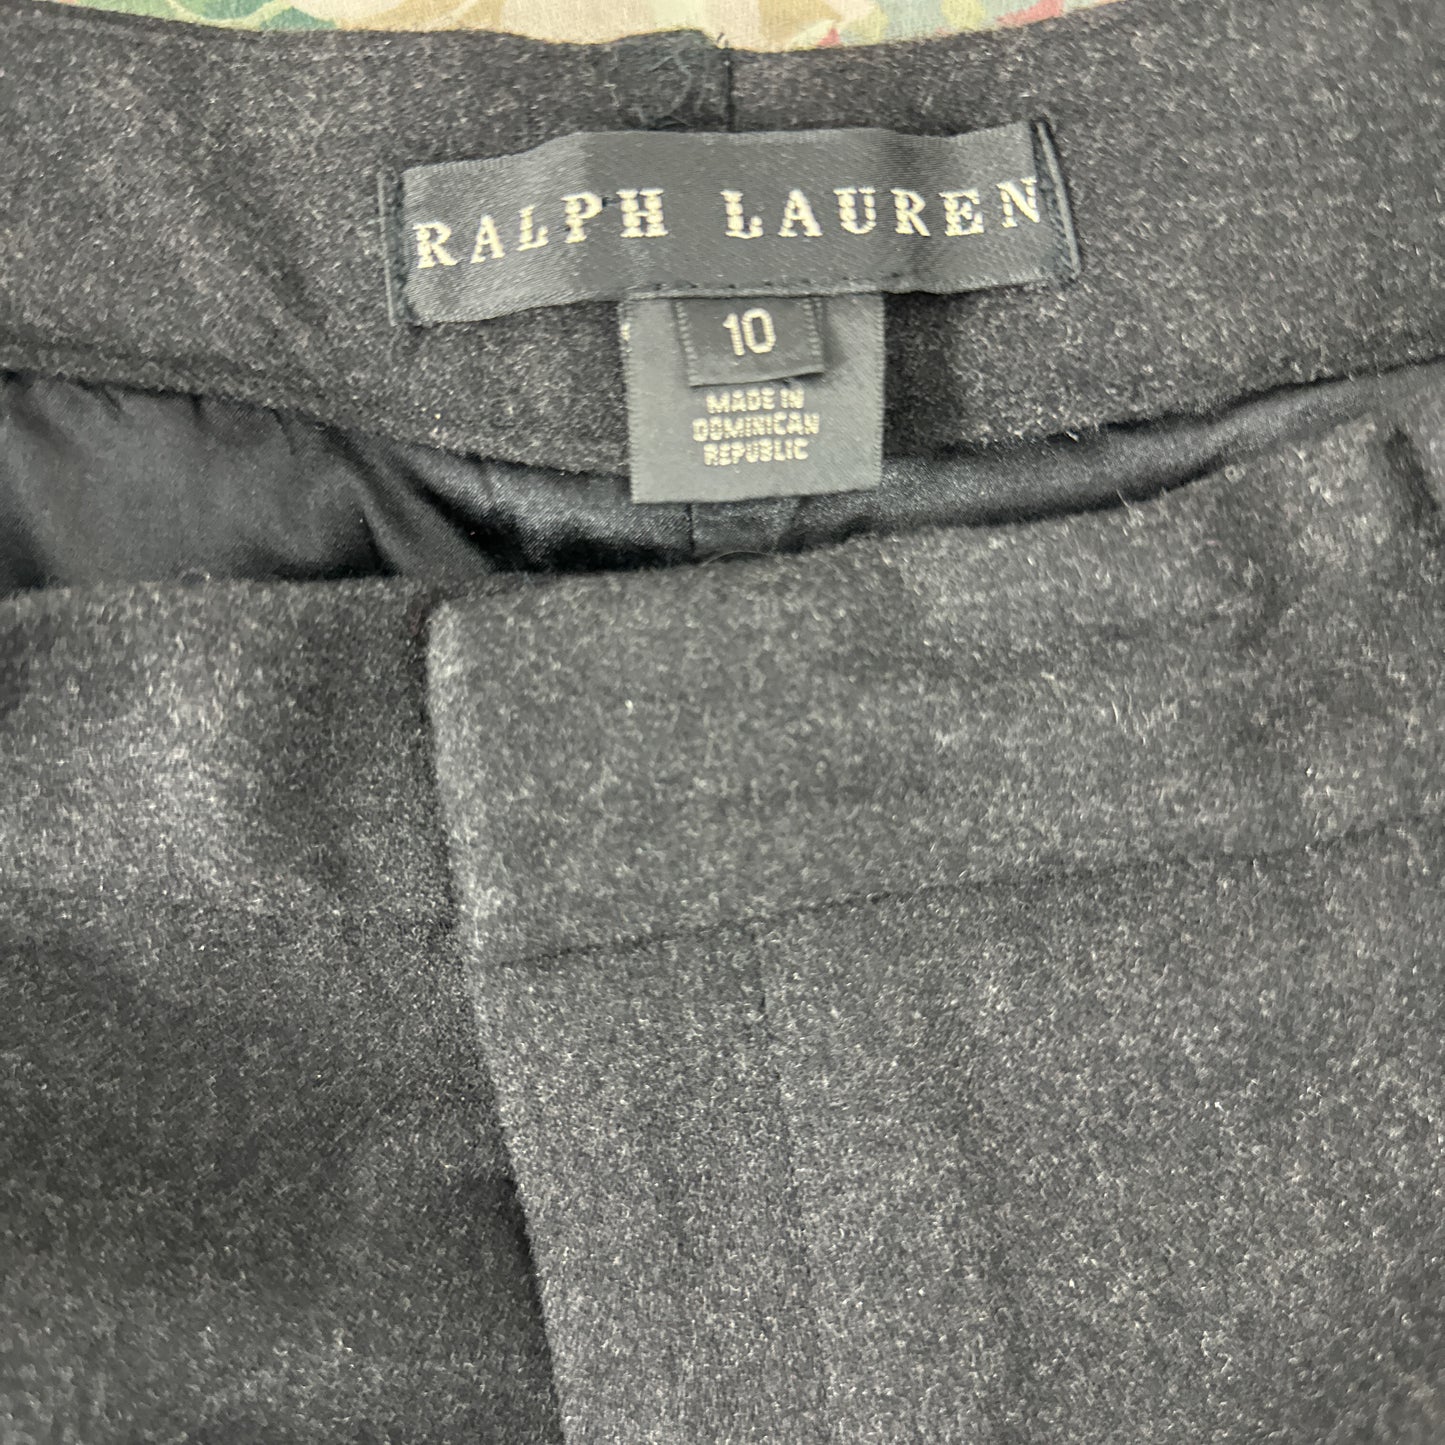 RALPH LAUREN
10
MADE IN
DOMINICAN
REPUBLIC